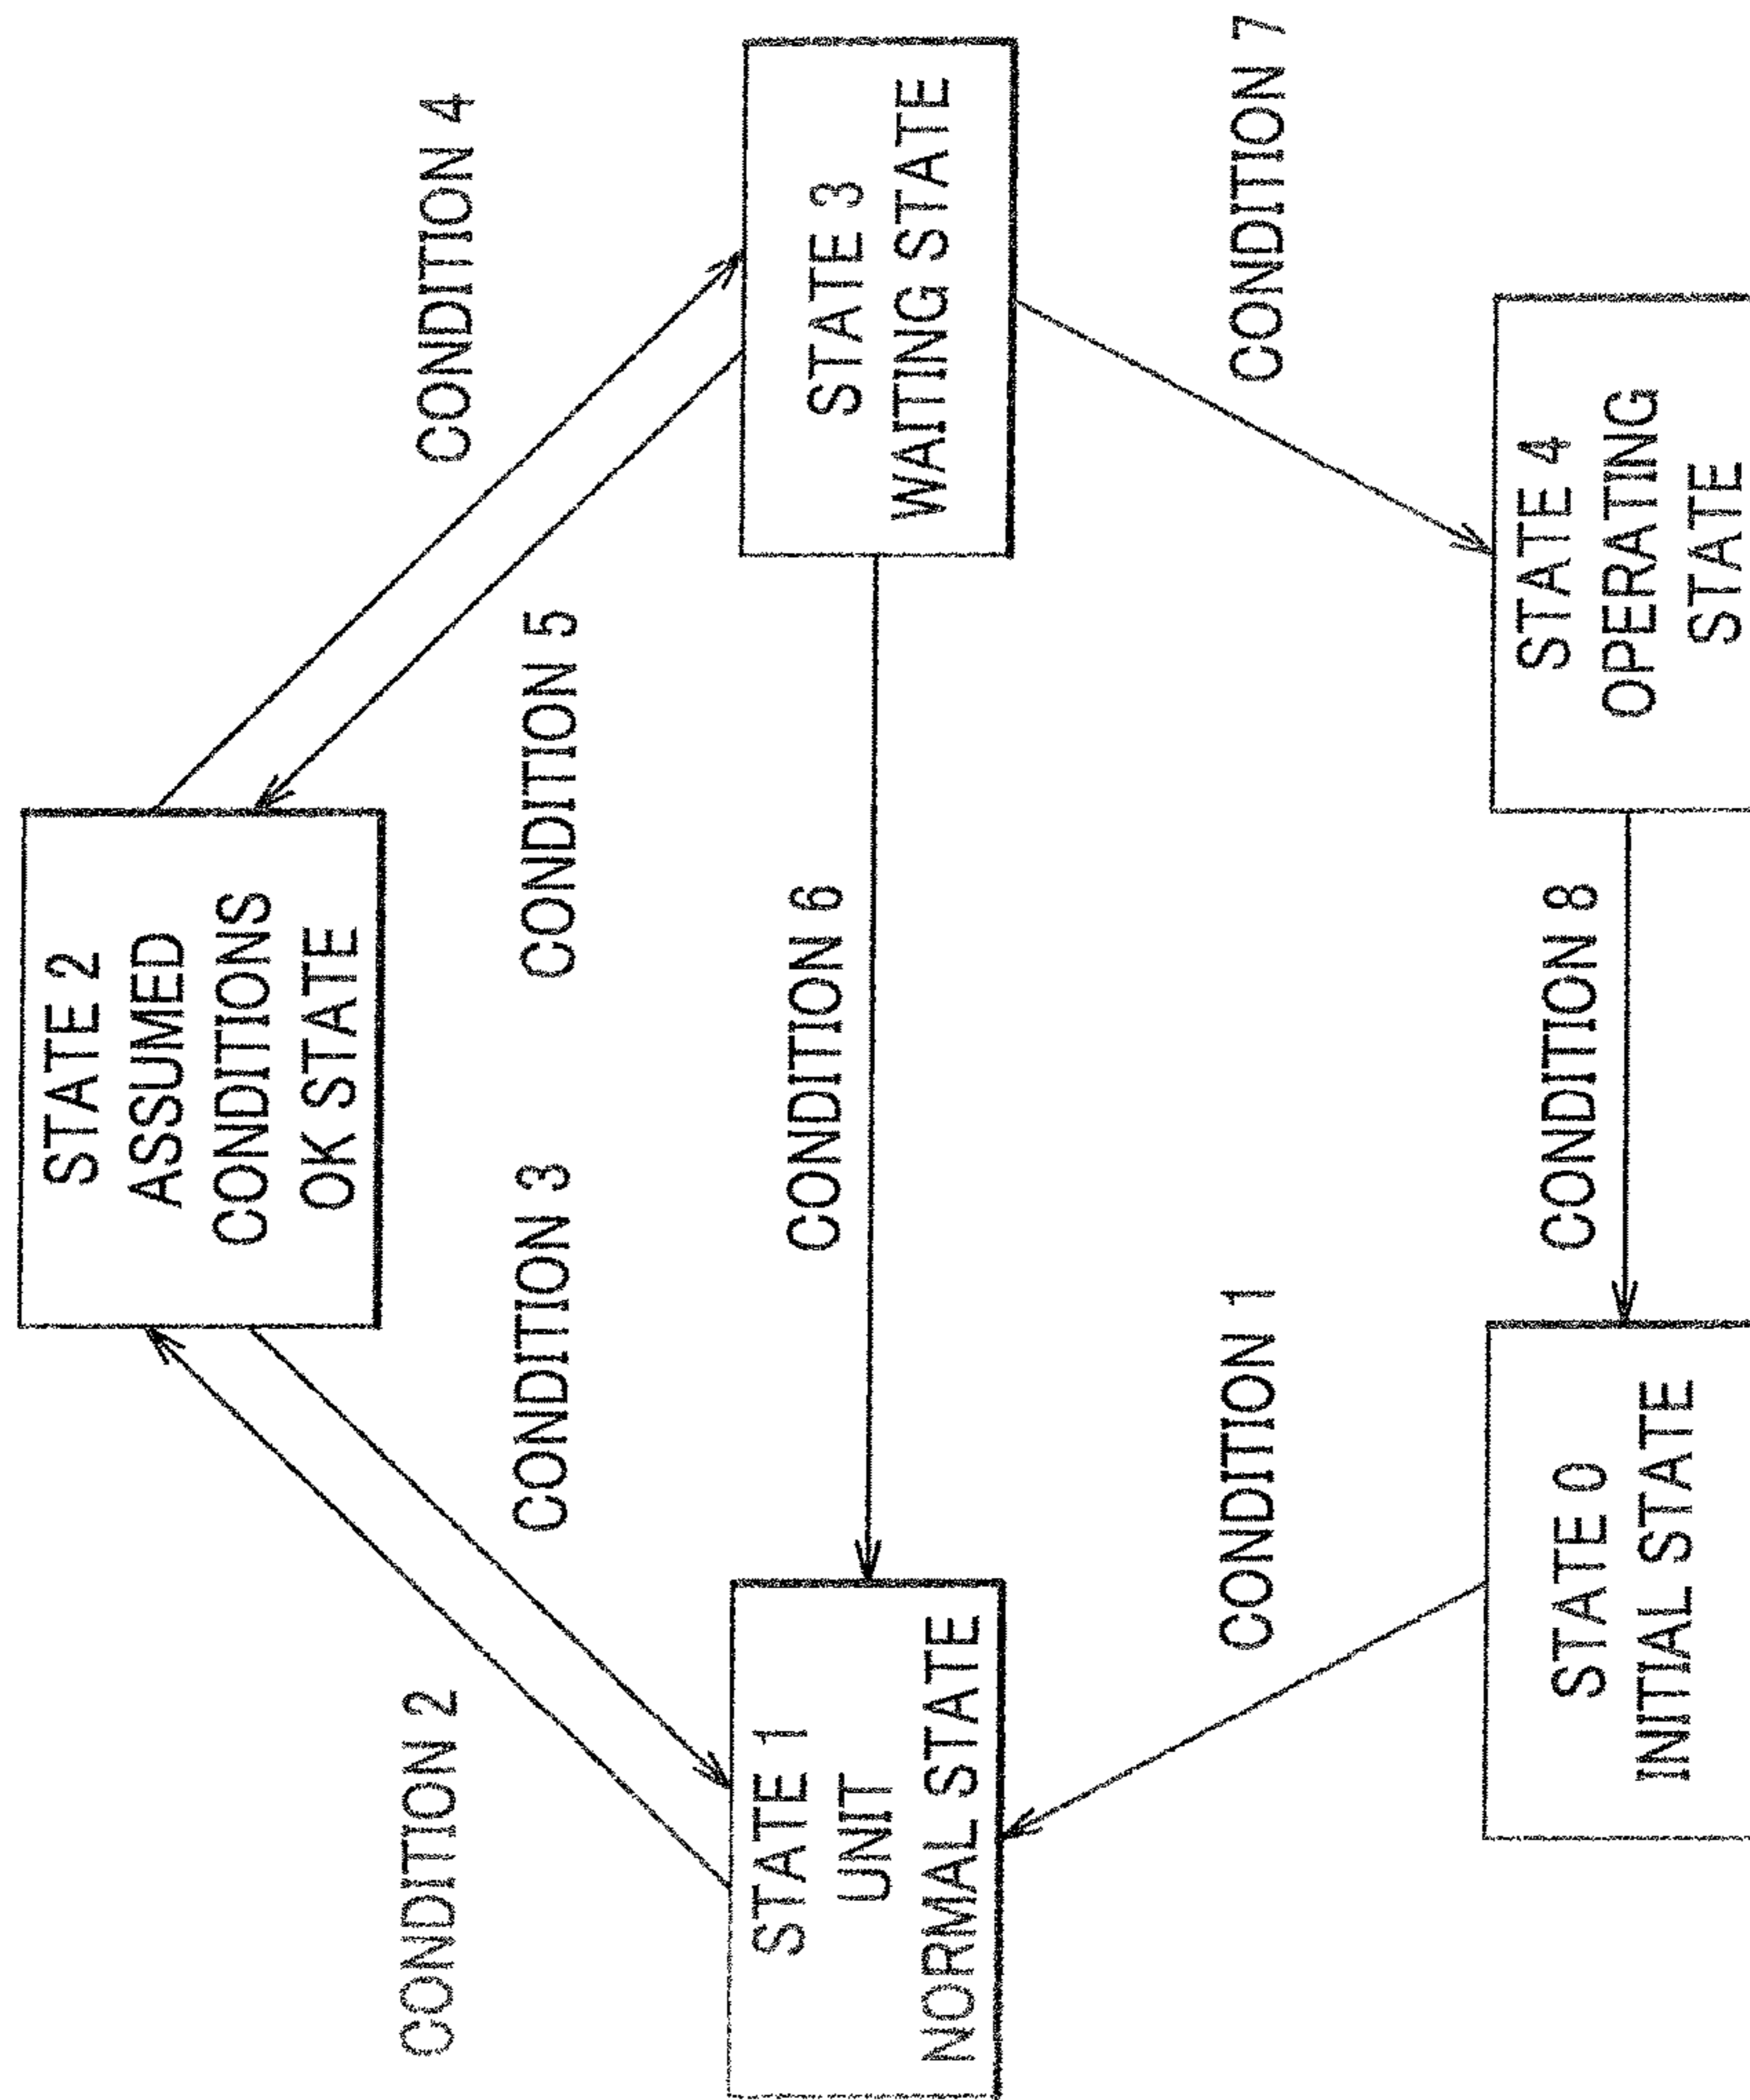 STATE 2
ASSUMED
CONDITIONS
OK STATE
CONDITION 2
CONDITION 4
CONDITION 3
CONDITION 5
STATE 1
UNIT
NORMAL STATE
CONDITION 6
STATE 3
WAITING STATE
CONDITION 1
CONDITION 7
STATE 0
INITIAL STATE
CONDITION 8
STATE 4
OPERATING
STATE